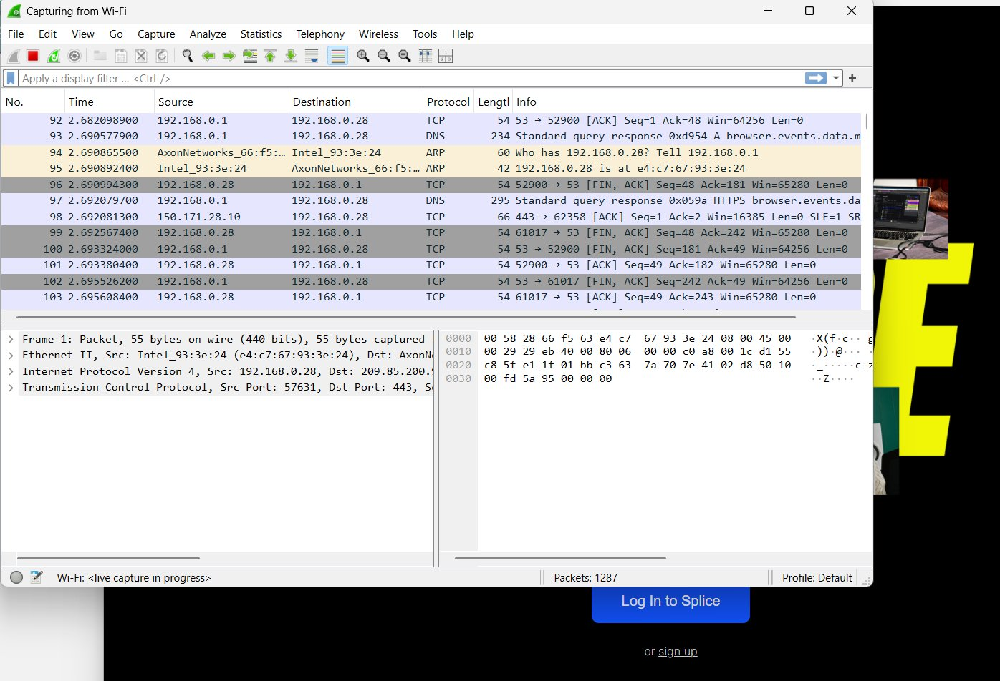 Capturing from Wi-Fi
File Edit View Go Capture Analyze Statistics Telephony Wireless Tools Help
Apply a display filter ... <Ctrl-/>
No. Time Source Destination Protocol Length Info
92 2.682098900 192.168.0.1 192.168.0.28 TCP 54 53 → 52900 [ACK] Seq=1 Ack=48 Win=64256 Len=0
93 2.690577900 192.168.0.1 192.168.0.28 DNS 234 Standard query response 0xd954 A browser.events.data.m
94 2.690865500 AxonNetworks_66:f5:… Intel_93:3e:24 ARP 60 Who has 192.168.0.28? Tell 192.168.0.1
95 2.690892400 Intel_93:3e:24 AxonNetworks_66:f5:… ARP 42 192.168.0.28 is at e4:c7:67:93:3e:24
96 2.690994300 192.168.0.28 192.168.0.1 TCP 54 52900 → 53 [FIN, ACK] Seq=48 Ack=181 Win=65280 Len=0
97 2.692079700 192.168.0.1 192.168.0.28 DNS 295 Standard query response 0x059a HTTPS browser.events.da
98 2.692081300 150.171.28.10 192.168.0.28 TCP 66 443 → 62358 [ACK] Seq=1 Ack=2 Win=16385 Len=0 SLE=1 SR
99 2.692567400 192.168.0.28 192.168.0.1 TCP 54 61017 → 53 [FIN, ACK] Seq=48 Ack=242 Win=65280 Len=0
100 2.693324000 192.168.0.1 192.168.0.28 TCP 54 53 → 52900 [FIN, ACK] Seq=181 Ack=49 Win=64256 Len=0
101 2.693380400 192.168.0.28 192.168.0.1 TCP 54 52900 → 53 [ACK] Seq=49 Ack=182 Win=65280 Len=0
102 2.695526200 192.168.0.1 192.168.0.28 TCP 54 53 → 61017 [FIN, ACK] Seq=242 Ack=49 Win=64256 Len=0
103 2.695608400 192.168.0.28 192.168.0.1 TCP 54 61017 → 53 [ACK] Seq=49 Ack=243 Win=65280 Len=0
Frame 1: Packet, 55 bytes on wire (440 bits), 55 bytes captured
Ethernet II, Src: Intel_93:3e:24 (e4:c7:67:93:3e:24), Dst: AxonNe
Internet Protocol Version 4, Src: 192.168.0.28, Dst: 209.85.200.9
Transmission Control Protocol, Src Port: 57631, Dst Port: 443, Se
0000 00 58 28 66 f5 63 e4 c7 67 93 3e 24 08 00 45 00 ·X(f·c·· g
0010 00 29 29 eb 40 00 80 06 00 00 c0 a8 00 1c d1 55 ·))·@···
0020 c8 5f e1 1f 01 bb c3 63 7a 70 7e 41 02 d8 50 10 ·_·····c z
0030 00 fd 5a 95 00 00 00 ··Z····
Wi-Fi: <live capture in progress> Packets: 1287 Profile: Default
E
Log In to Splice
or sign up